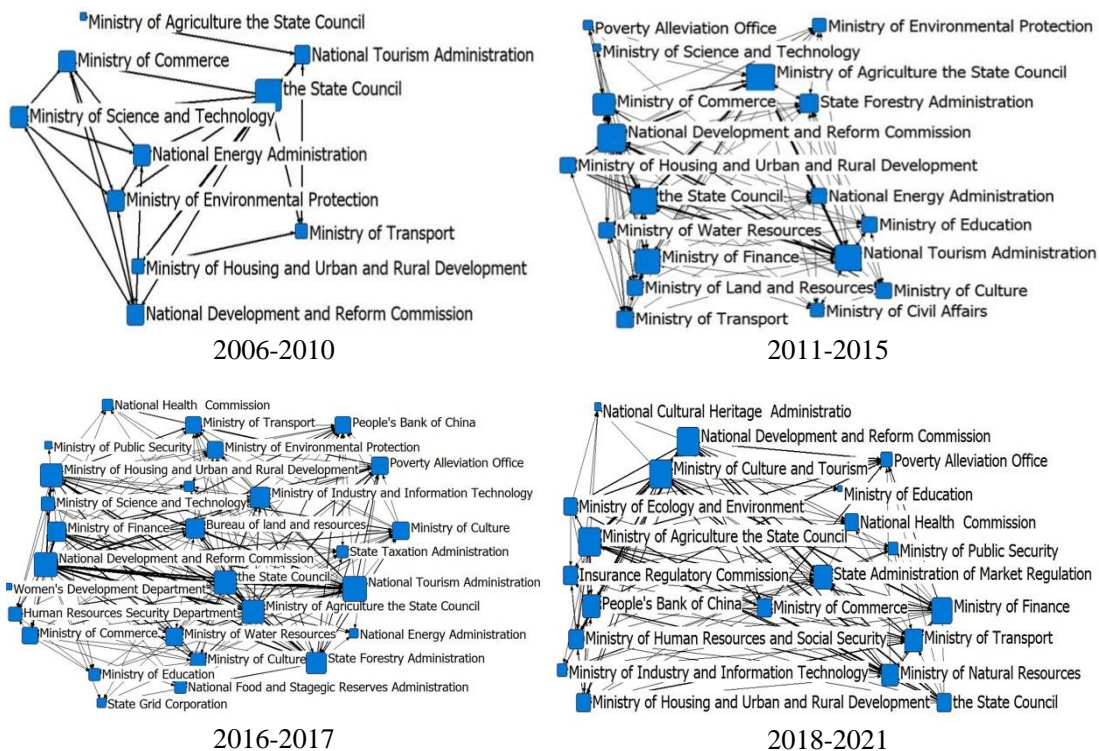 Ministry of Agriculture the State Council
National Tourism Administration
Ministry of Commerce
the State Council
Ministry of Science and Technology
National Energy Administration
Ministry of Environmental Protection
Ministry of Transport
Ministry of Housing and Urban and Rural Development
National Development and Reform Commission
2006-2010
Poverty Alleviation Office
Ministry of Environmental Protection
Ministry of Science and Technology
Ministry of Agriculture the State Council
Ministry of Commerce
State Forestry Administration
National Development and Reform Commission
Ministry of Housing and Urban and Rural Development
the State Council
National Energy Administration
Ministry of Education
Ministry of Water Resources
National Tourism Administration
Ministry of Finance
Ministry of Land and Resources
Ministry of Culture
Ministry of Civil Affairs
Ministry of Transport
2011-2015
National Health Commission
Ministry of Transport
People's Bank of China
Ministry of Public Security
Ministry of Environmental Protection
Ministry of Housing and Urban and Rural Development
Poverty Alleviation Office
Ministry of Science and Technology
Ministry of Industry and Information Technology
Ministry of Finance
Bureau of land and resources
Ministry of Culture
State Taxation Administration
National Development and Reform Commission
the State Council
National Tourism Administration
Women's Development Department
Human Resources Security Department
Ministry of Agriculture the State Council
Ministry of Commerce
Ministry of Water Resources
National Energy Administration
Ministry of Culture
State Forestry Administration
Ministry of Education
National Food and Stagegic Reserves Administration
State Grid Corporation
2016-2017
National Cultural Heritage Administratio
National Development and Reform Commission
Ministry of Culture and Tourism
Poverty Alleviation Office
Ministry of Education
Ministry of Ecology and Environment
National Health Commission
Ministry of Agriculture the State Council
Ministry of Public Security
Insurance Regulatory Commission
State Administration of Market Regulation
People's Bank of China
Ministry of Commerce
Ministry of Finance
Ministry of Human Resources and Social Security
Ministry of Transport
Ministry of Industry and Information Technology
Ministry of Natural Resources
Ministry of Housing and Urban and Rural Development
the State Council
2018-2021